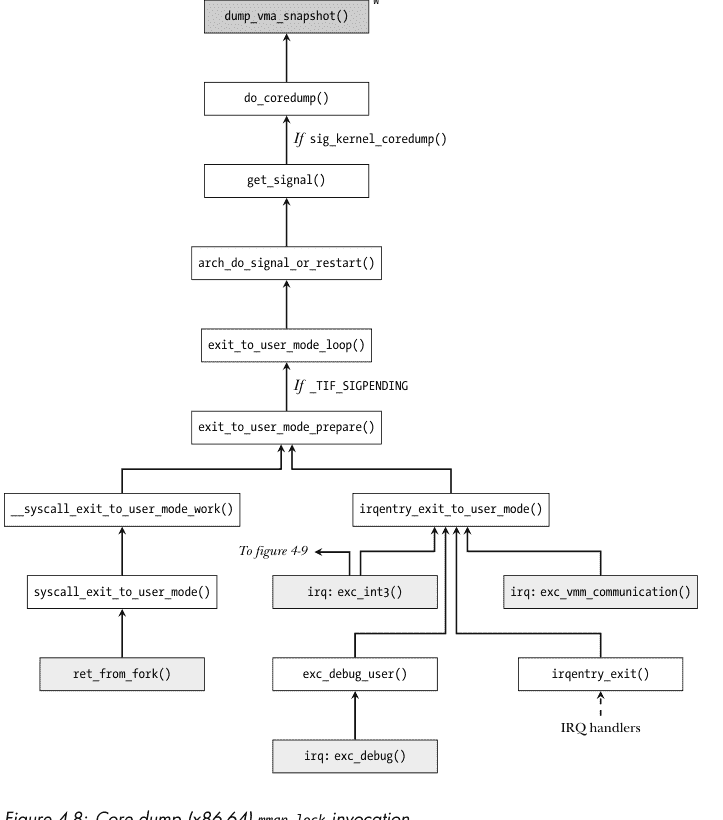 w
dump_vma_snapshot()
do_coredump()
If sig_kernel_coredump()
get_signal()
arch_do_signal_or_restart()
exit_to_user_mode_loop()
If _TIF_SIGPENDING
exit_to_user_mode_prepare()
__syscall_exit_to_user_mode_work()
irqentry_exit_to_user_mode()
To figure 4-9
syscall_exit_to_user_mode()
irq: exc_int3()
irq: exc_vmm_communication()
ret_from_fork()
exc_debug_user()
irqentry_exit()
IRQ handlers
irq: exc_debug()
Figure 4-8: Core dump (x86-64) mmap_lock invocation